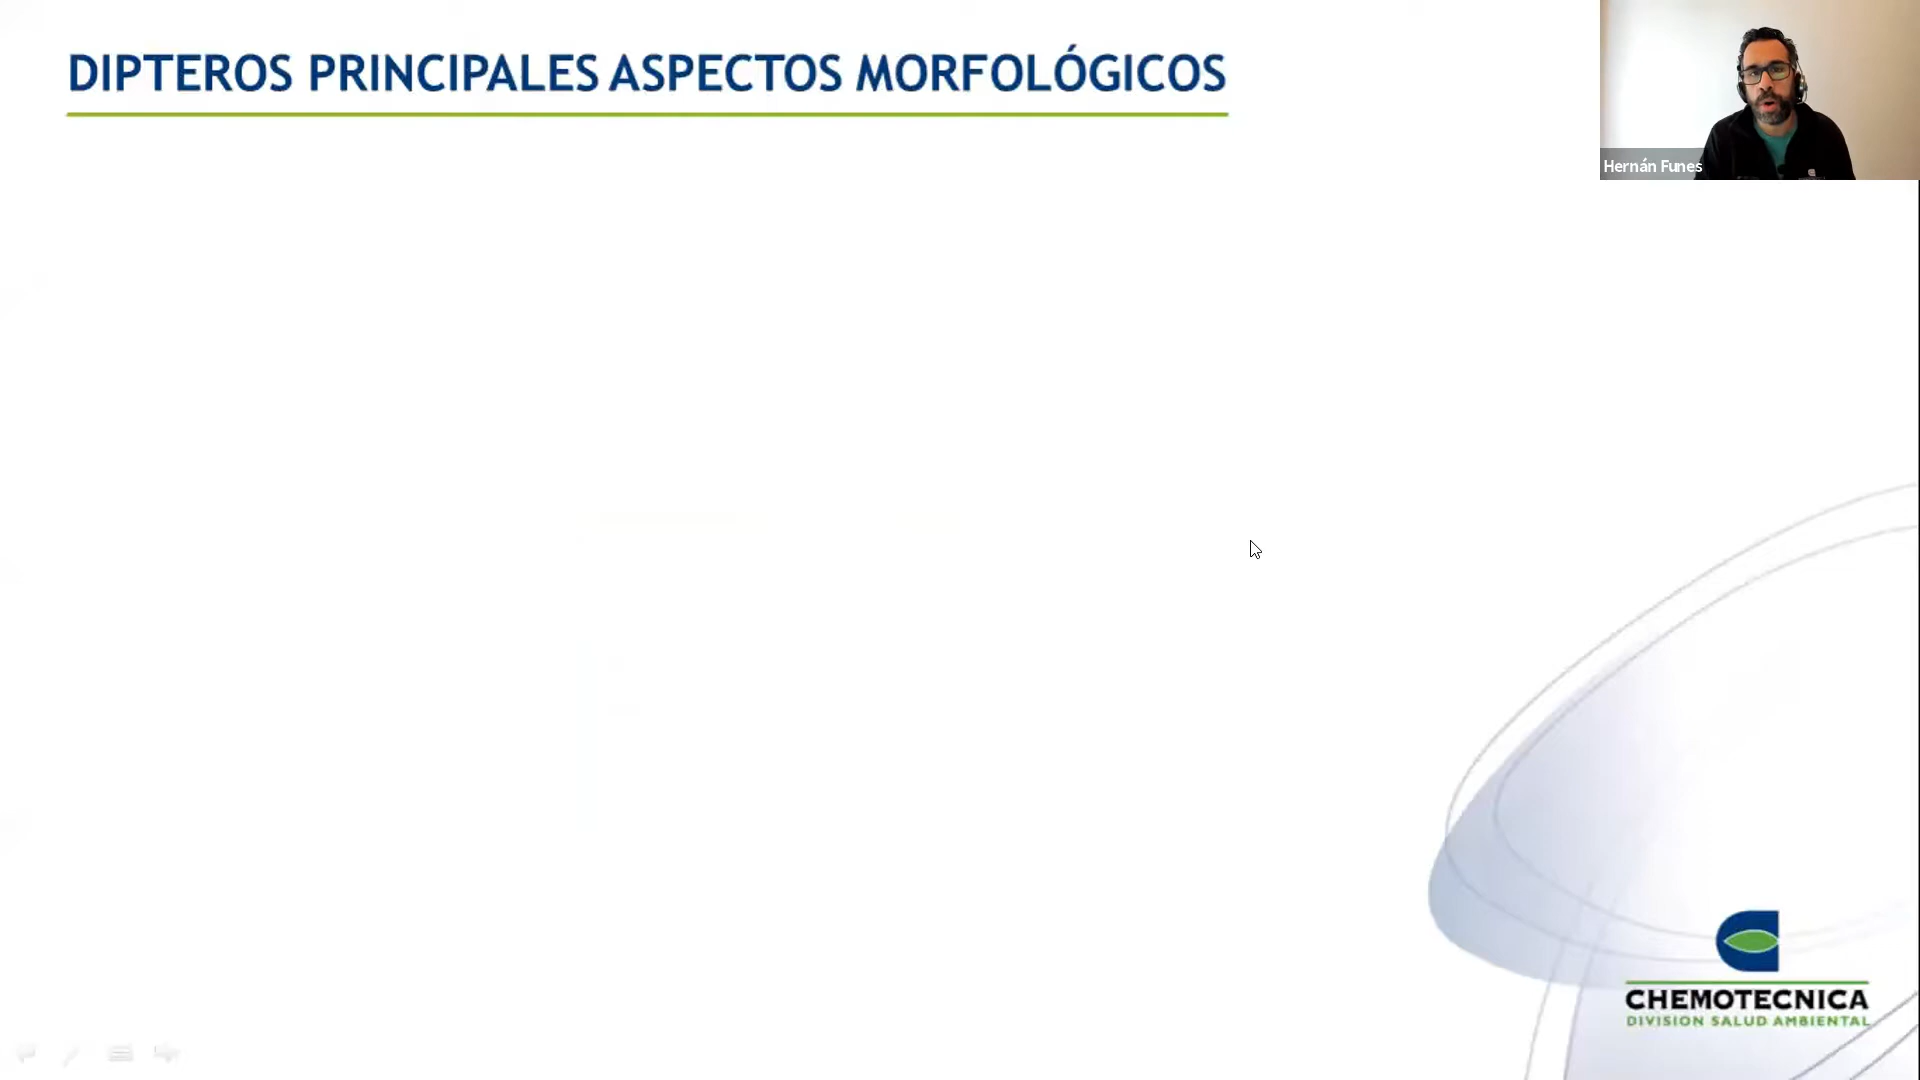 DIPTEROS PRINCIPALES ASPECTOS MORFOLÓGICOS
Hernán Funes
CHEMOTECNICA
DIVISION SALUD AMBIENTAL